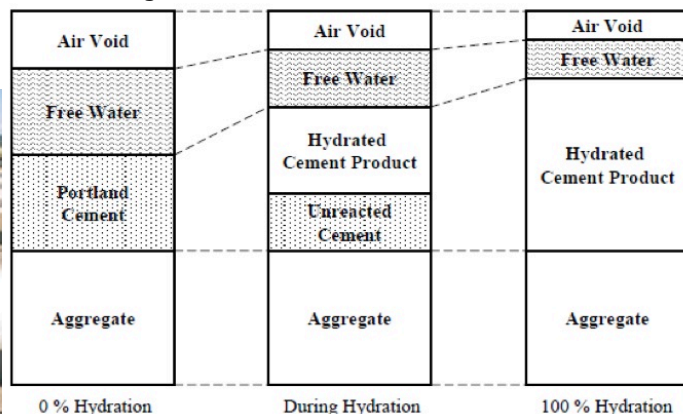 Air Void
Free Water
Portland
Cement
Aggregate
0 % Hydration
Air Void
Free Water
Hydrated
Cement Product
Unreacted
Cement
Aggregate
During Hydration
Air Void
Free Water
Hydrated
Cement Product
Aggregate
100 % Hydration